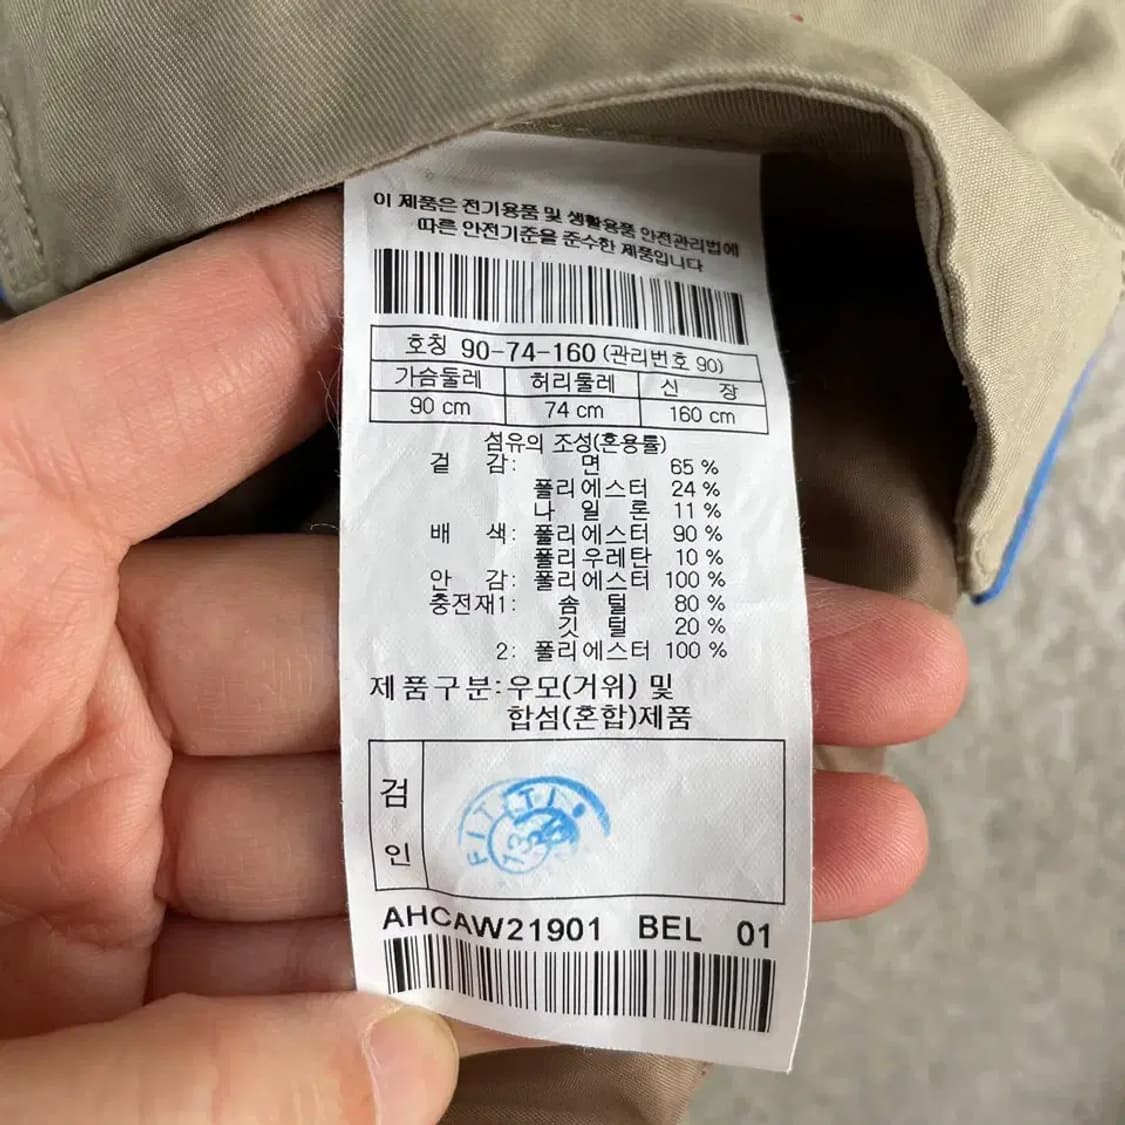 이 제품은 전기용품 및 생활용품 안전관리법에
따른 안전기준을 준수한 제품입니다
호칭 90-74-160 (관리번호 90)
가슴둘레 허리둘레 신 장
90 cm 74 cm 160 cm
섬유의 조성(혼용률)
겉 감: 면 65 %
폴리에스터 24 %
나 일 론 11 %
배 색: 폴리에스터 90 %
폴리우레탄 10 %
안 감: 폴리에스터 100 %
충전재1: 솜 털 80 %
깃 털 20 %
2: 폴리에스터 100 %
제품구분: 우모(거위) 및
합섬(혼합)제품
검
인
FITITI.
AHCAW21901 BEL 01